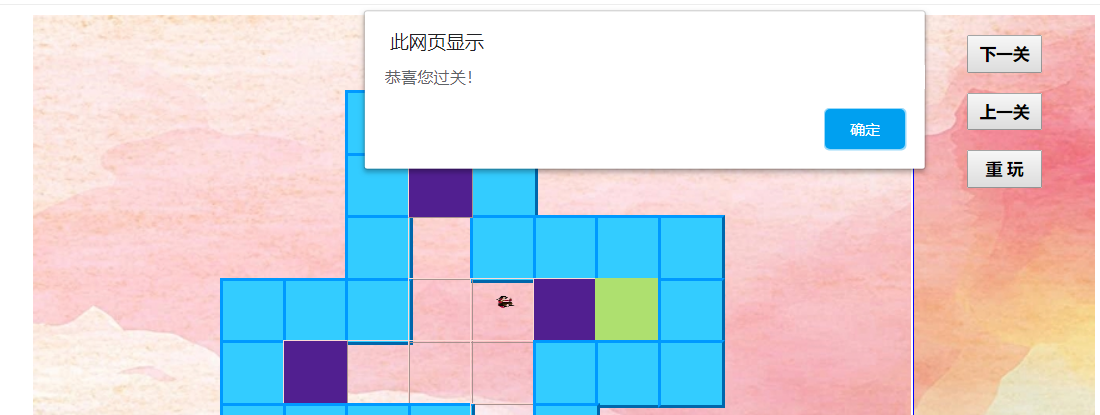 此网页显示
恭喜您过关!
确定
下一关
上一关
重 玩